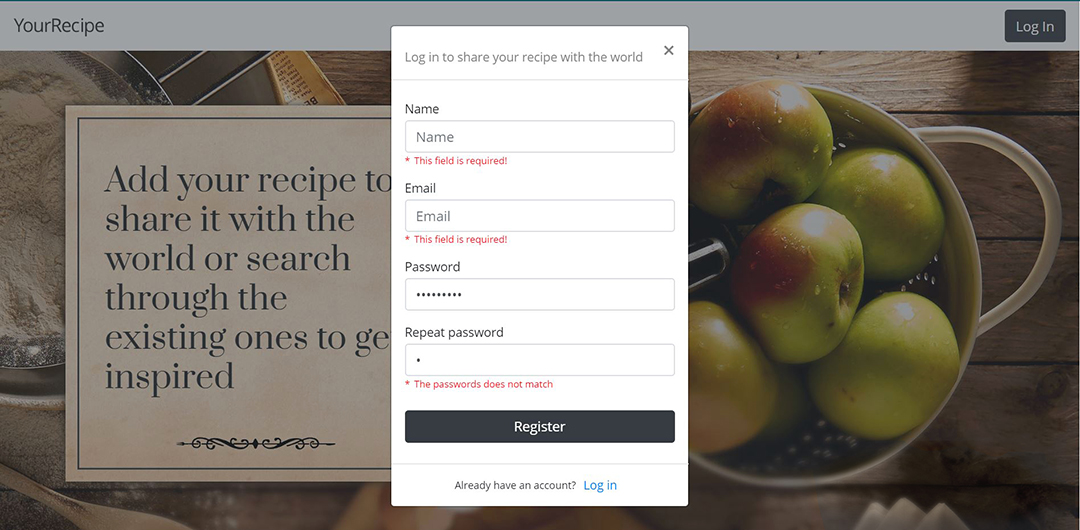 YourRecipe
Log In
Log in to share your recipe with the world
×
Name
Name
* This field is required!
Email
Email
* This field is required!
Password
•••••••••
Repeat password
•
* The passwords does not match
Register
Already have an account? Log in
Add your recipe to
share it with the
world or search
through the
existing ones to ge
inspired